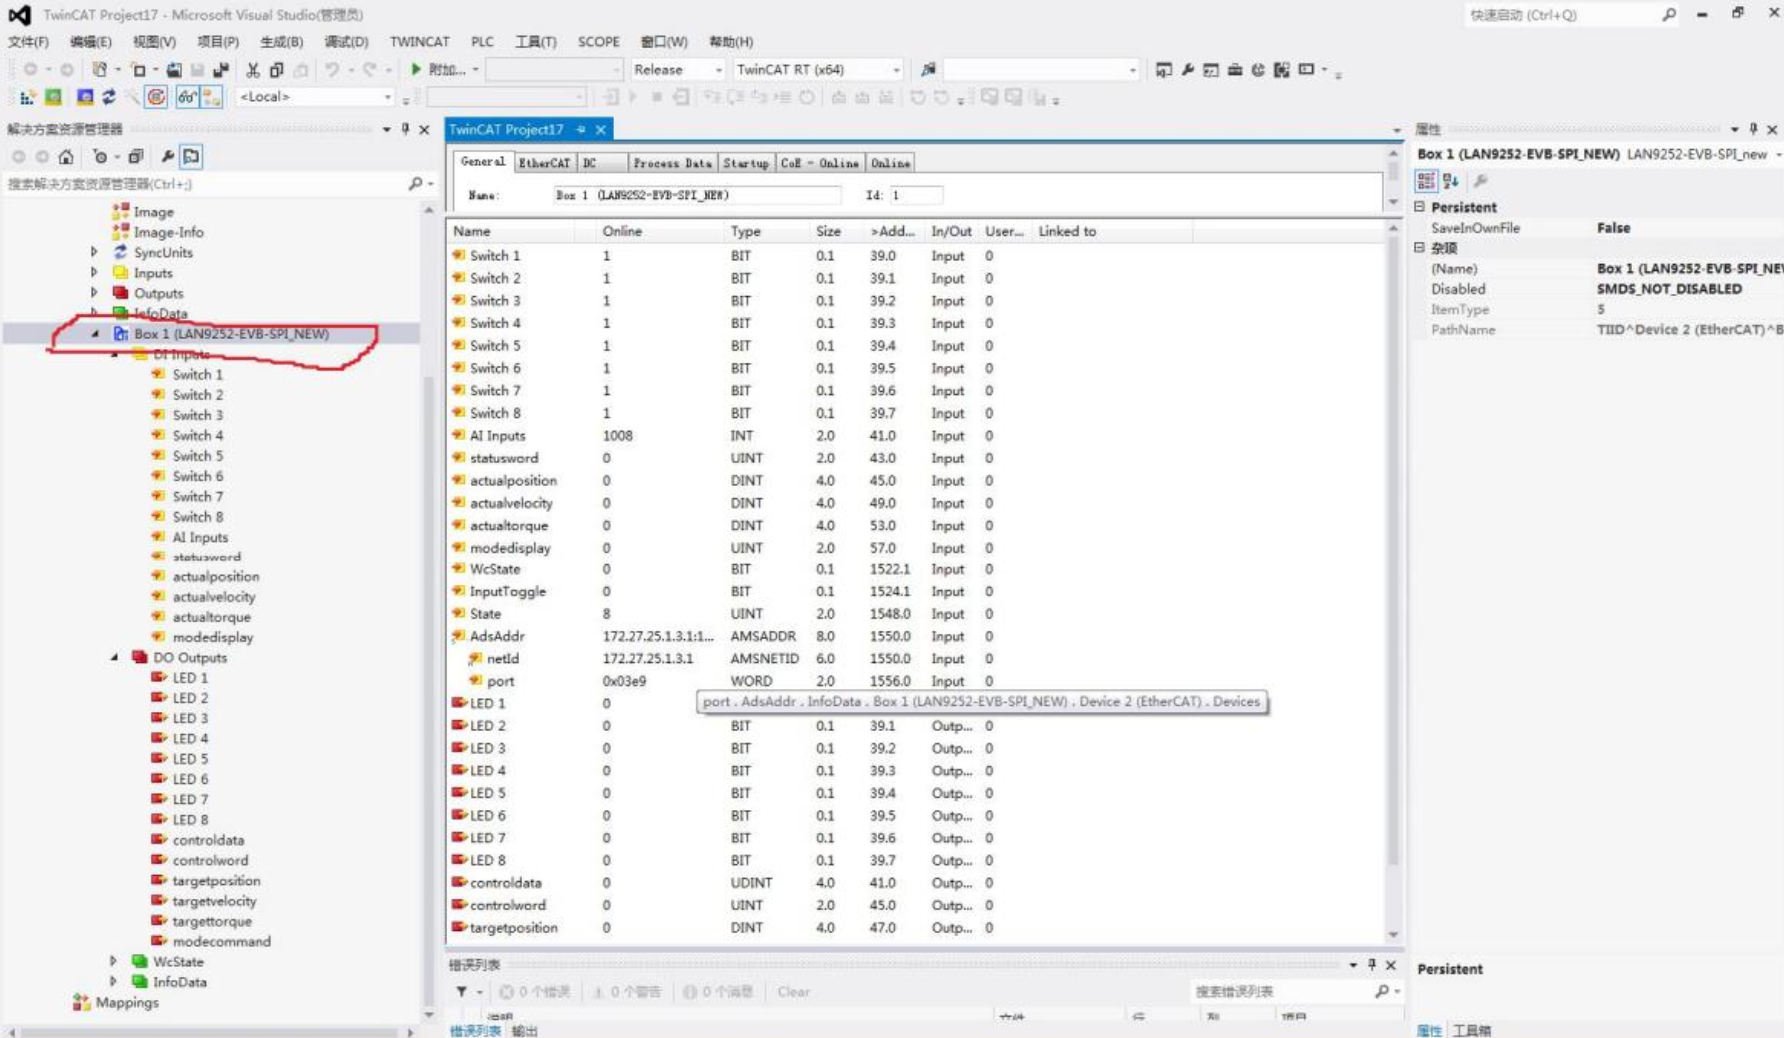 TwinCAT Project17 - Microsoft Visual Studio(管理员)
快速启动 (Ctrl+Q)
文件(F) 编辑(E) 视图(V) 项目(P) 生成(B) 调试(D) TWINCAT PLC 工具(T) SCOPE 窗口(W) 帮助(H)
附加... Release TwinCAT RT (x64)
<Local>
解决方案资源管理器
搜索解决方案资源管理器(Ctrl+;)
Image
Image-Info
SyncUnits
Inputs
Outputs
InfoData
Box 1 (LAN9252-EVB-SPI_NEW)
DI Inputs
Switch 1
Switch 2
Switch 3
Switch 4
Switch 5
Switch 6
Switch 7
Switch 8
AI Inputs
statusword
actualposition
actualvelocity
actualtorque
modedisplay
DO Outputs
LED 1
LED 2
LED 3
LED 4
LED 5
LED 6
LED 7
LED 8
controldata
controlword
targetposition
targetvelocity
targettorque
modecommand
WcState
InfoData
Mappings
TwinCAT Project17
General EtherCAT DC Process Data Startup CoE - Online Online
Name: Box 1 (LAN9252-EVB-SPI_NEW) Id: 1
Name Online Type Size >Add... In/Out User... Linked to
Switch 1 1 BIT 0.1 39.0 Input 0
Switch 2 1 BIT 0.1 39.1 Input 0
Switch 3 1 BIT 0.1 39.2 Input 0
Switch 4 1 BIT 0.1 39.3 Input 0
Switch 5 1 BIT 0.1 39.4 Input 0
Switch 6 1 BIT 0.1 39.5 Input 0
Switch 7 1 BIT 0.1 39.6 Input 0
Switch 8 1 BIT 0.1 39.7 Input 0
AI Inputs 1008 INT 2.0 41.0 Input 0
statusword 0 UINT 2.0 43.0 Input 0
actualposition 0 DINT 4.0 45.0 Input 0
actualvelocity 0 DINT 4.0 49.0 Input 0
actualtorque 0 DINT 4.0 53.0 Input 0
modedisplay 0 UINT 2.0 57.0 Input 0
WcState 0 BIT 0.1 1522.1 Input 0
InputToggle 0 BIT 0.1 1524.1 Input 0
State 8 UINT 2.0 1548.0 Input 0
AdsAddr 172.27.25.1.3.1:1... AMSADDR 8.0 1550.0 Input 0
netId 172.27.25.1.3.1 AMSNETID 6.0 1550.0 Input 0
port 0x03e9 WORD 2.0 1556.0 Input 0
LED 1 0
port . AdsAddr . InfoData . Box 1 (LAN9252-EVB-SPI_NEW) . Device 2 (EtherCAT) . Devices
LED 2 0 BIT 0.1 39.1 Outp... 0
LED 3 0 BIT 0.1 39.2 Outp... 0
LED 4 0 BIT 0.1 39.3 Outp... 0
LED 5 0 BIT 0.1 39.4 Outp... 0
LED 6 0 BIT 0.1 39.5 Outp... 0
LED 7 0 BIT 0.1 39.6 Outp... 0
LED 8 0 BIT 0.1 39.7 Outp... 0
controldata 0 UDINT 4.0 41.0 Outp... 0
controlword 0 UINT 2.0 45.0 Outp... 0
targetposition 0 DINT 4.0 47.0 Outp... 0
错误列表
0 个错误 0 个警告 0 个消息 Clear
搜索错误列表
说明 文件 行 列 项目
错误列表 输出
属性
Box 1 (LAN9252-EVB-SPI_NEW) LAN9252-EVB-SPI_new
Persistent
SaveInOwnFile False
杂项
(Name) Box 1 (LAN9252-EVB-SPI_NEW
Disabled SMDS_NOT_DISABLED
ItemType 5
PathName TIID^Device 2 (EtherCAT)^B
Persistent
属性 工具箱